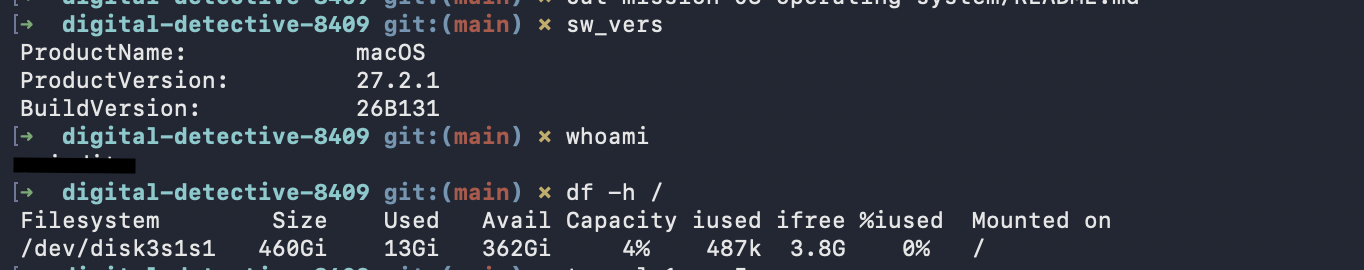 [→ digital-detective-8409 git:(main) × sw_vers
ProductName: macOS
ProductVersion: 27.2.1
BuildVersion: 26B131
[→ digital-detective-8409 git:(main) × whoami
[→ digital-detective-8409 git:(main) × df -h /
Filesystem Size Used Avail Capacity iused ifree %iused Mounted on
/dev/disk3s1s1 460Gi 13Gi 362Gi 4% 487k 3.8G 0% /